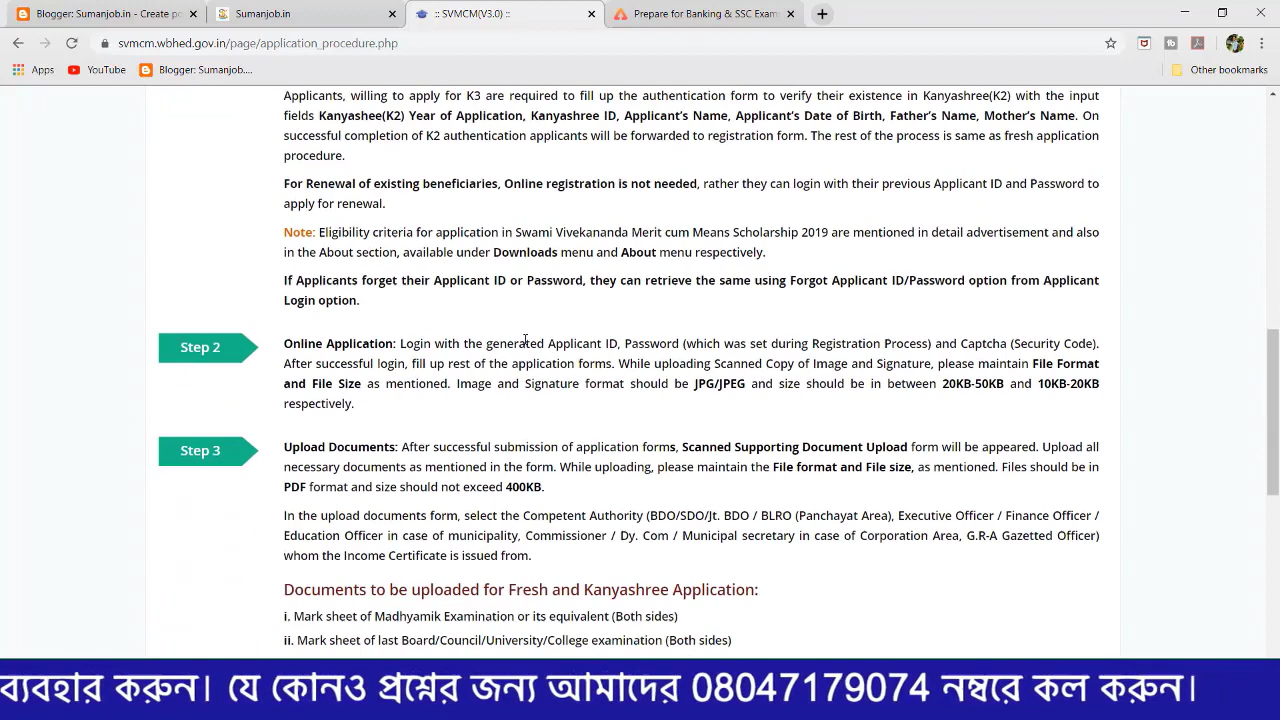 Blogger: Sumanjob.in - Create po
Sumanjob.in
:: SVMCM(V3.0) ::
Prepare for Banking & SSC Exam
svmcm.wbhed.gov.in/page/application_procedure.php
Apps
YouTube
Blogger: Sumanjob....
Other bookmarks
Applicants, willing to apply for K3 are required to fill up the authentication form to verify their existence in Kanyashree(K2) with the input
fields Kanyashee(K2) Year of Application, Kanyashree ID, Applicant's Name, Applicant's Date of Birth, Father's Name, Mother's Name. On
successful completion of K2 authentication applicants will be forwarded to registration form. The rest of the process is same as fresh application
procedure.
For Renewal of existing beneficiaries, Online registration is not needed, rather they can login with their previous Applicant ID and Password to
apply for renewal.
Note: Eligibility criteria for application in Swami Vivekananda Merit cum Means Scholarship 2019 are mentioned in detail advertisement and also
in the About section, available under Downloads menu and About menu respectively.
If Applicants forget their Applicant ID or Password, they can retrieve the same using Forgot Applicant ID/Password option from Applicant
Login option.
Step 2
Online Application: Login with the generated Applicant ID, Password (which was set during Registration Process) and Captcha (Security Code).
After successful login, fill up rest of the application forms. While uploading Scanned Copy of Image and Signature, please maintain File Format
and File Size as mentioned. Image and Signature format should be JPG/JPEG and size should be in between 20KB-50KB and 10KB-20KB
respectively.
Step 3
Upload Documents: After successful submission of application forms, Scanned Supporting Document Upload form will be appeared. Upload all
necessary documents as mentioned in the form. While uploading, please maintain the File format and File size, as mentioned. Files should be in
PDF format and size should not exceed 400KB.
In the upload documents form, select the Competent Authority (BDO/SDO/Jt. BDO / BLRO (Panchayat Area), Executive Officer / Finance Officer /
Education Officer in case of municipality, Commissioner / Dy. Com / Municipal secretary in case of Corporation Area, G.R-A Gazetted Officer)
whom the Income Certificate is issued from.
Documents to be uploaded for Fresh and Kanyashree Application:
i. Mark sheet of Madhyamik Examination or its equivalent (Both sides)
ii. Mark sheet of last Board/Council/University/College examination (Both sides)
ব্যবহার করুন। যে কোনও প্রশ্নের জন্য আমাদের 08047179074 নম্বরে কল করুন।